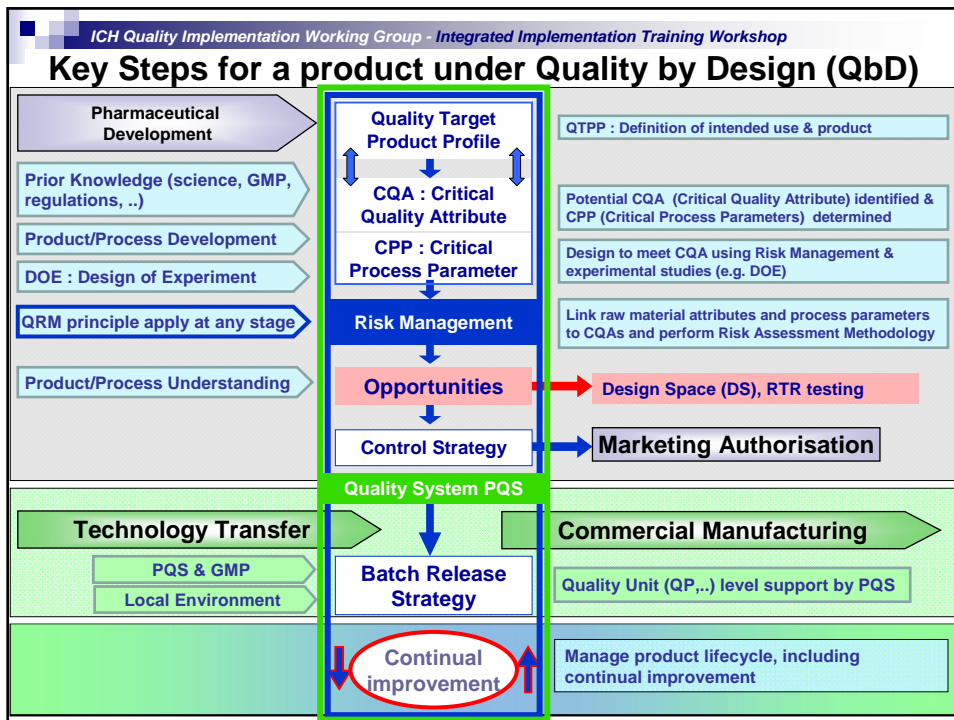 ICH Quality Implementation Working Group - Integrated Implementation Training Workshop
Key Steps for a product under Quality by Design (QbD)
Pharmaceutical
Development
Prior Knowledge (science, GMP,
regulations, ..)
Product/Process Development
DOE : Design of Experiment
QRM principle apply at any stage
Product/Process Understanding
Quality Target
Product Profile
CQA : Critical
Quality Attribute
CPP : Critical
Process Parameter
Risk Management
Opportunities
Control Strategy
Quality System PQS
QTPP : Definition of intended use & product
Potential CQA (Critical Quality Attribute) identified &
CPP (Critical Process Parameters) determined
Design to meet CQA using Risk Management &
experimental studies (e.g. DOE)
Link raw material attributes and process parameters
to CQAs and perform Risk Assessment Methodology
Design Space (DS), RTR testing
Marketing Authorisation
Technology Transfer
PQS & GMP
Local Environment
Batch Release
Strategy
Commercial Manufacturing
Quality Unit (QP,..) level support by PQS
Continual
improvement
Manage product lifecycle, including
continual improvement